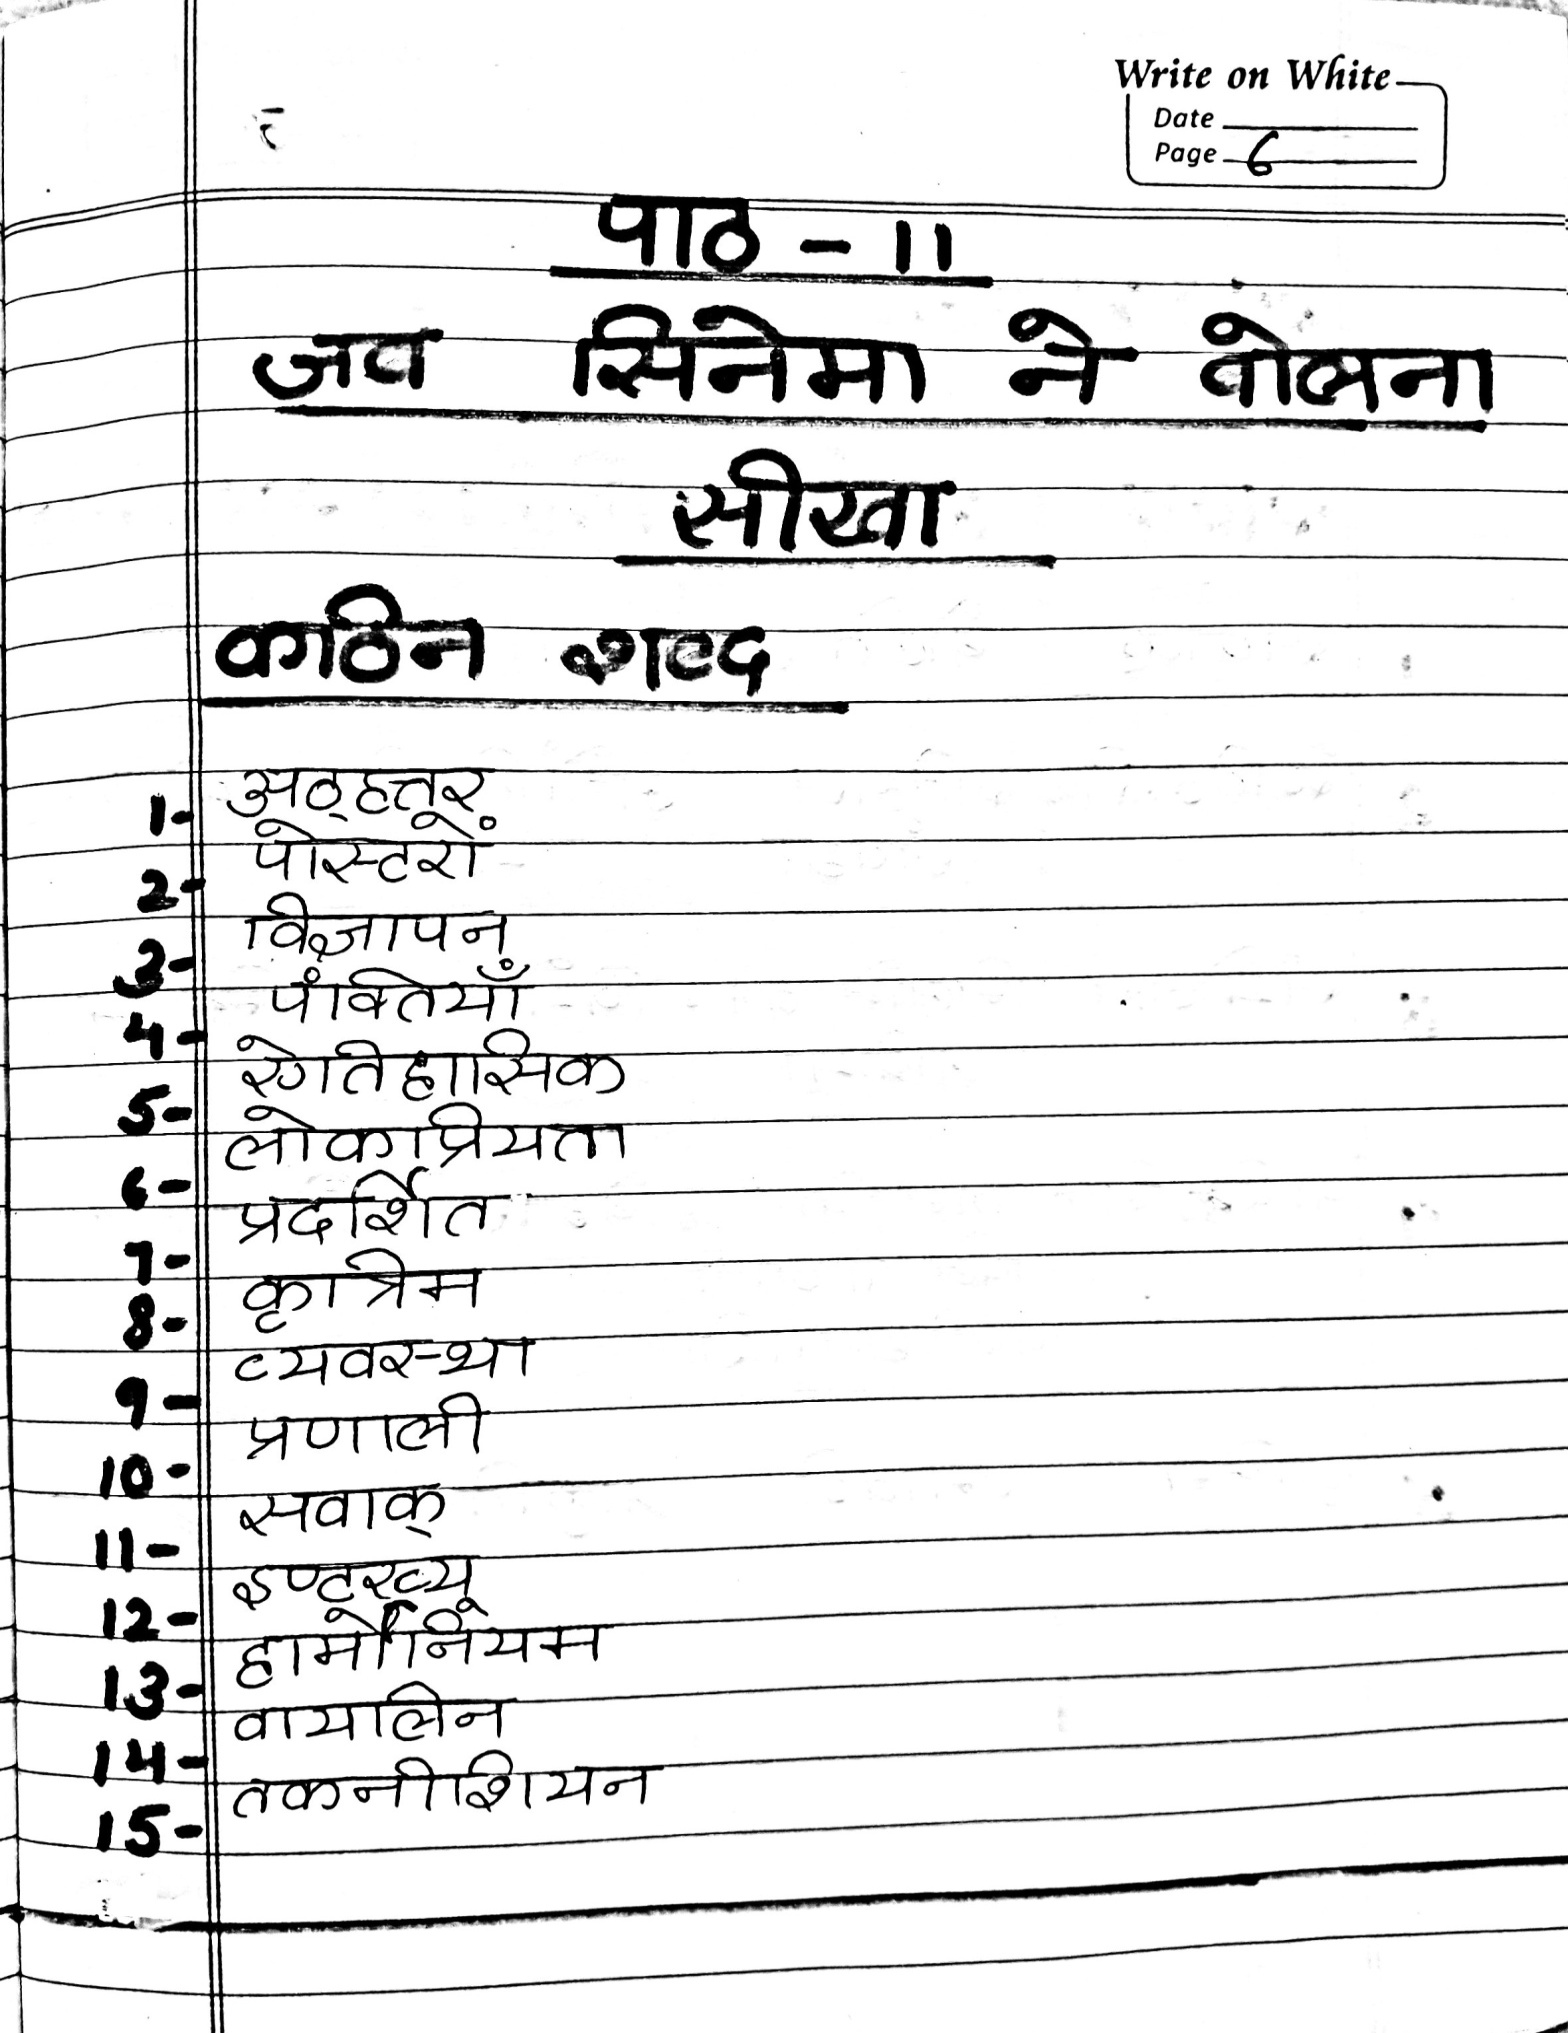 Write on White
Date
Page 6
पाठ - 11
जब सिनेमा ने बोलना
सीखा
कठिन शब्द
1- अठ्हत्तूर
2- पोस्टरों
3- विज्ञापन
4- पंक्तियाँ
5- ऐतिहासिक
6- लोकप्रियता
7- प्रदर्शित
8- कृत्रिम
9- व्यवस्था
10- प्रणाली
11- सवाक्
12- इण्टरव्यू
13- हार्मोनियम
14- वायलिन
15- तकनीशियन